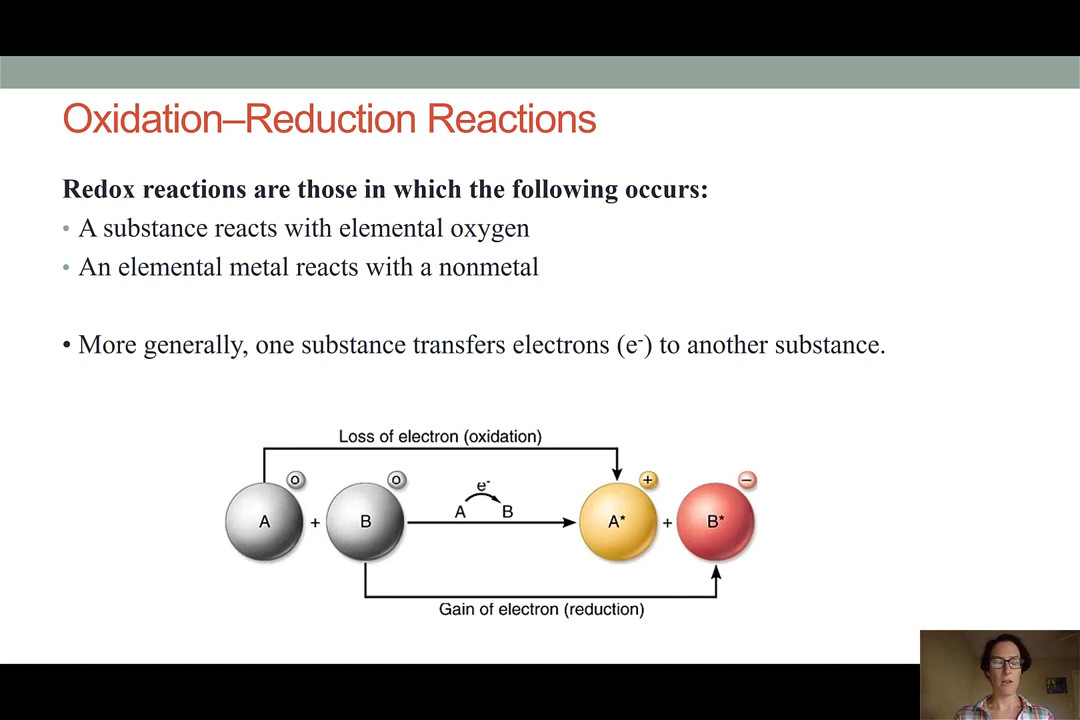 Oxidation–Reduction Reactions
Redox reactions are those in which the following occurs:
• A substance reacts with elemental oxygen
• An elemental metal reacts with a nonmetal
• More generally, one substance transfers electrons (e⁻) to another substance.
Loss of electron (oxidation)
O O e⁻ + −
A + B A B A* + B*
Gain of electron (reduction)